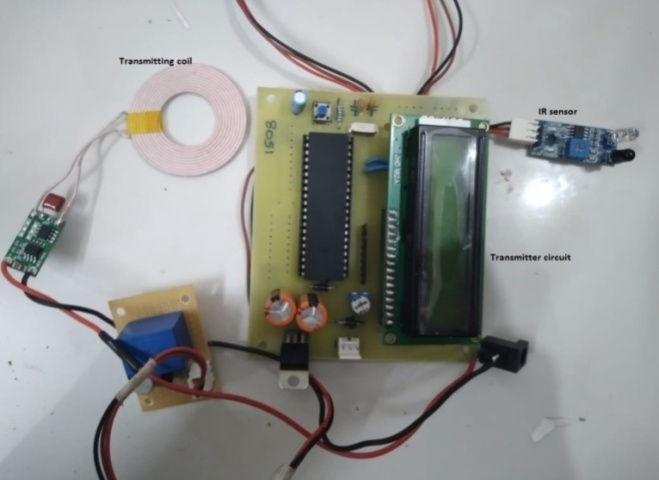 Transmitting coil
IR sensor
8051
Transmitter circuit